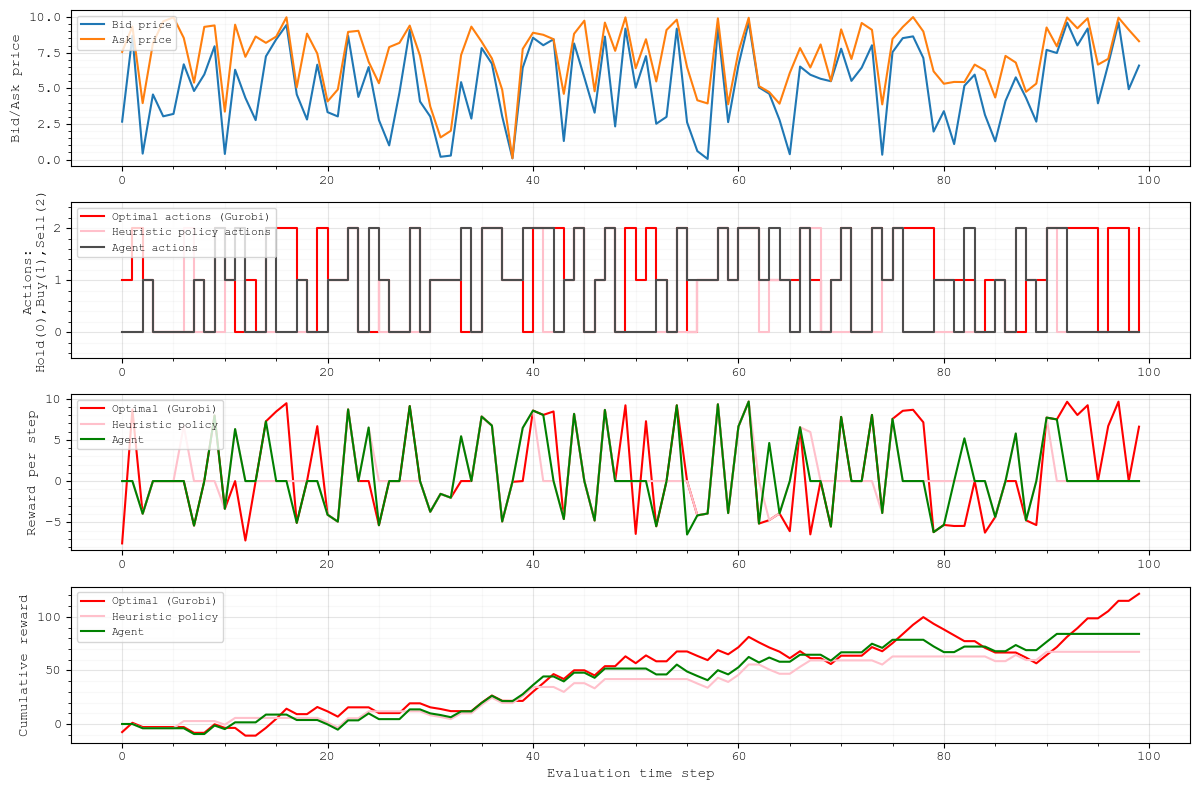 Bid/Ask price
10.0
7.5
5.0
2.5
0.0
Bid price
Ask price
0
20
40
60
80
100
Actions:
Hold(0),Buy(1),Sell(2)
2
1
0
Optimal actions (Gurobi)
Heuristic policy actions
Agent actions
0
20
40
60
80
100
Reward per step
10
5
0
−5
Optimal (Gurobi)
Heuristic policy
Agent
0
20
40
60
80
100
Cumulative reward
100
50
0
Optimal (Gurobi)
Heuristic policy
Agent
0
20
40
60
80
100
Evaluation time step